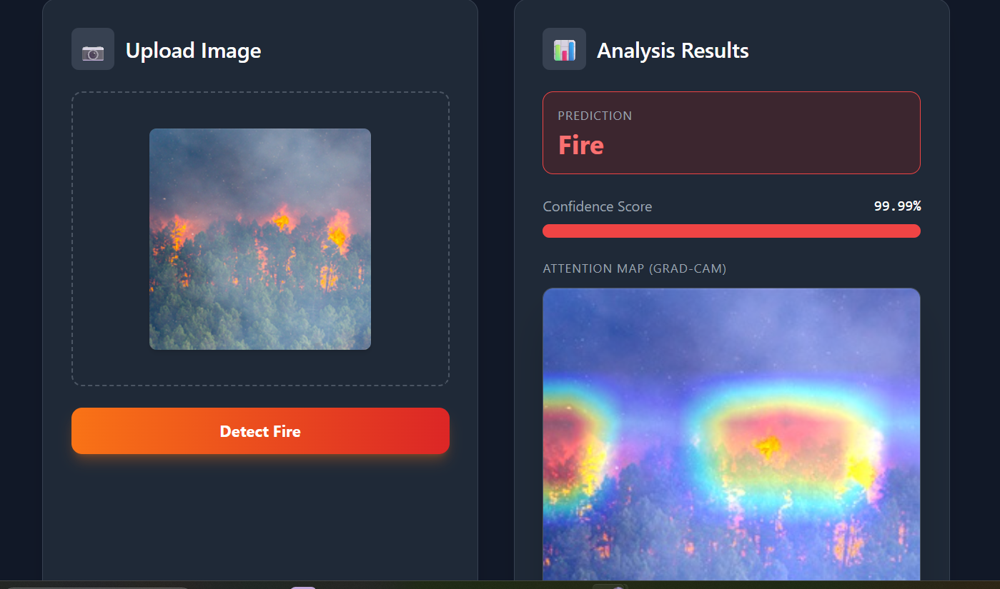 Upload Image
Detect Fire
Analysis Results
PREDICTION
Fire
Confidence Score 99.99%
ATTENTION MAP (GRAD-CAM)